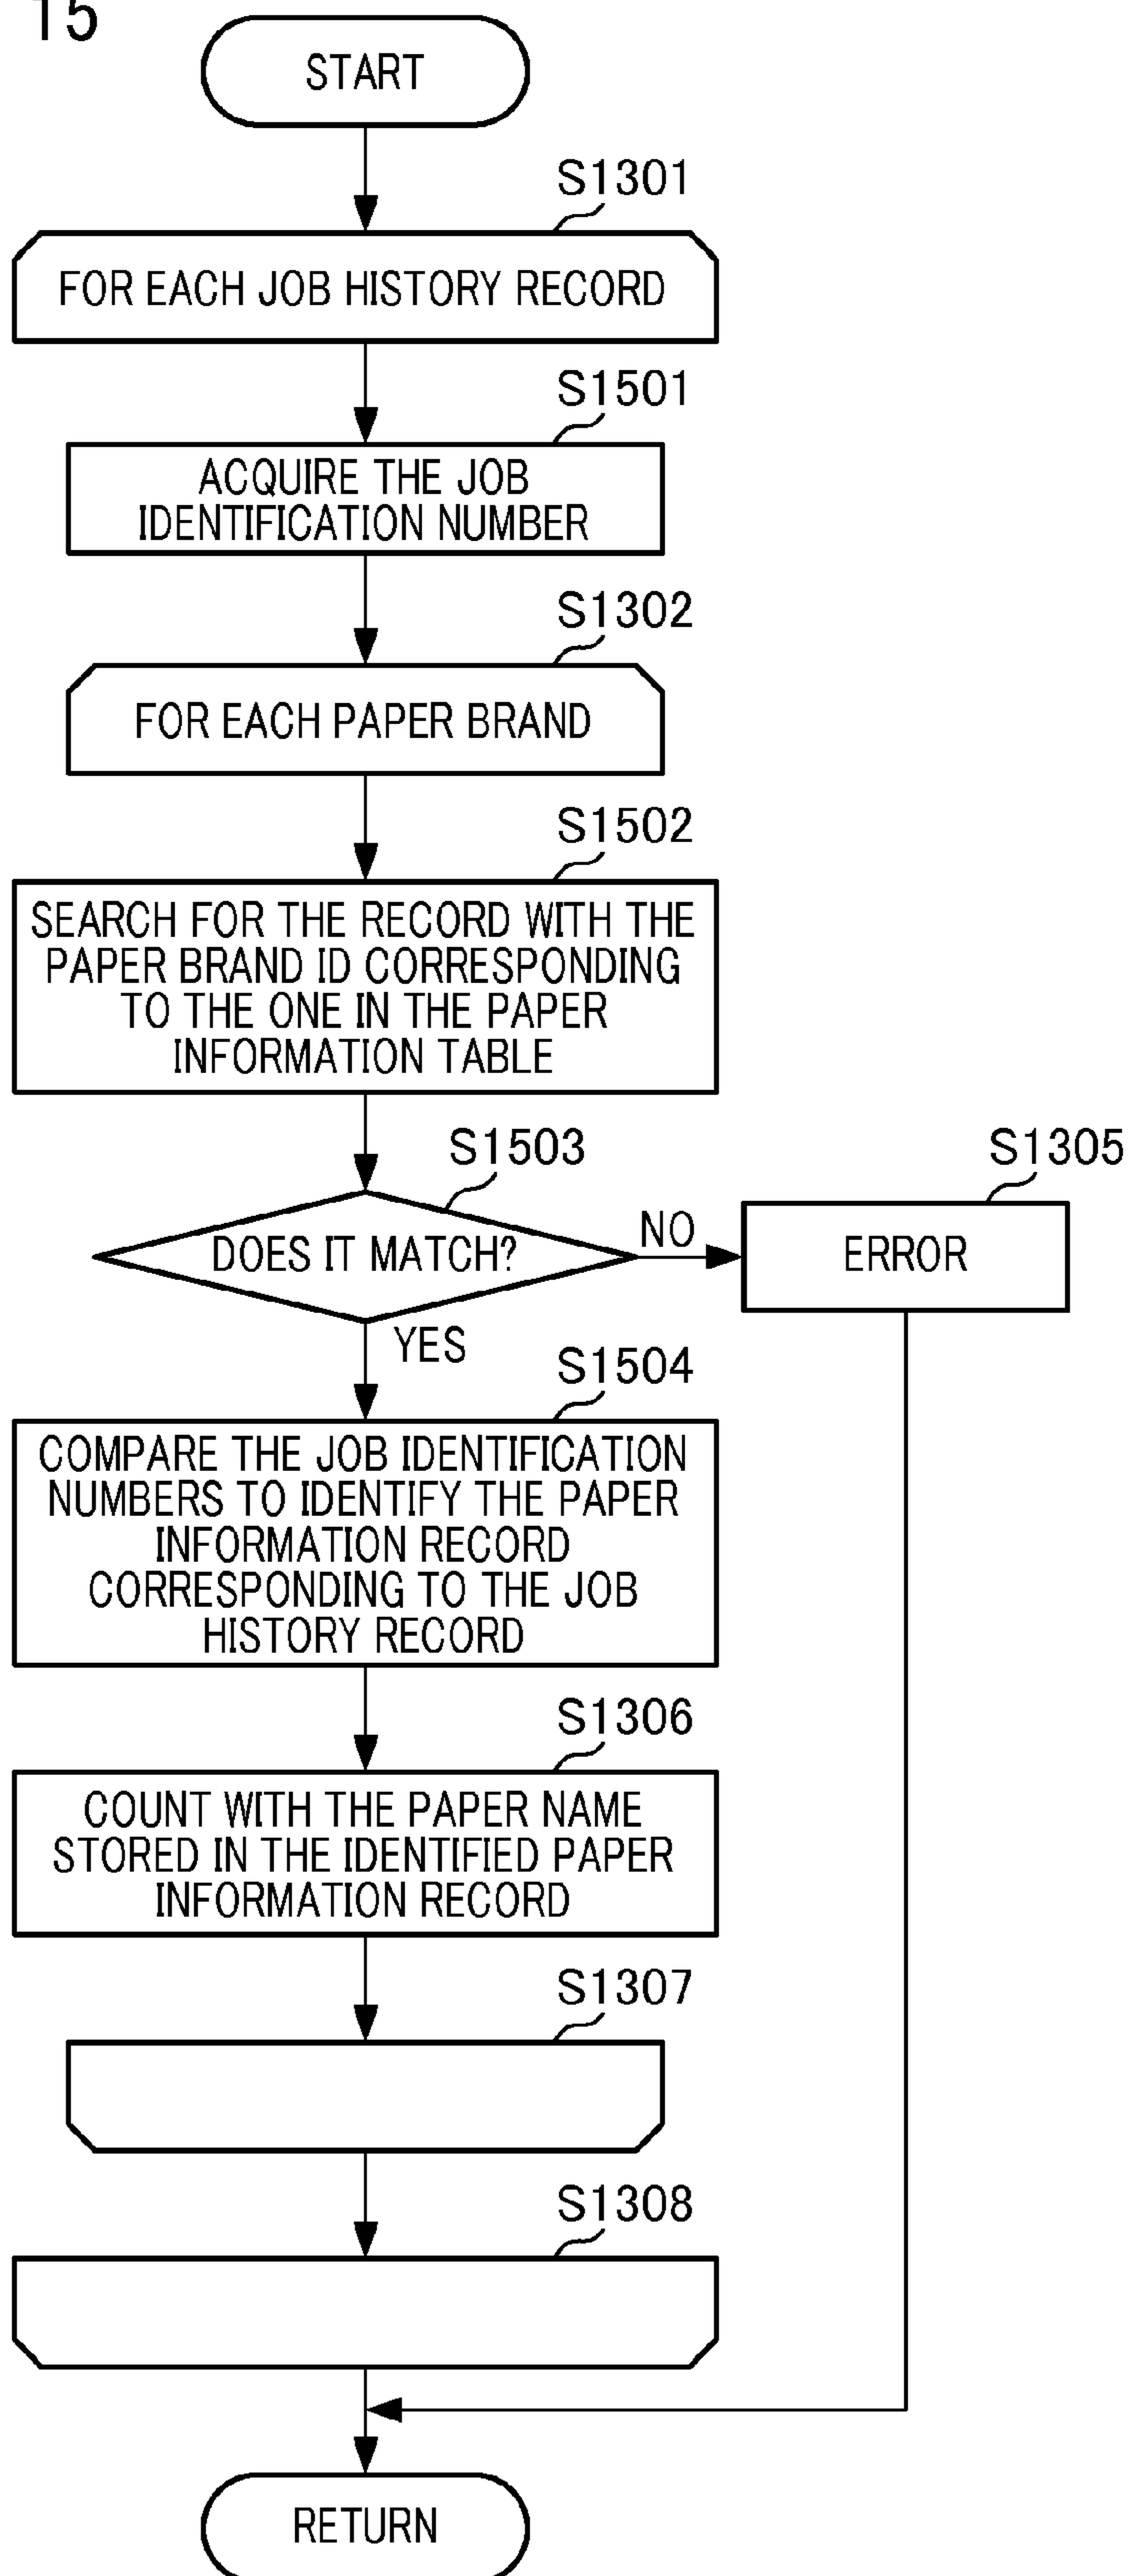 15
START
S1301
FOR EACH JOB HISTORY RECORD
S1501
ACQUIRE THE JOB
IDENTIFICATION NUMBER
S1302
FOR EACH PAPER BRAND
S1502
SEARCH FOR THE RECORD WITH THE
PAPER BRAND ID CORRESPONDING
TO THE ONE IN THE PAPER
INFORMATION TABLE
S1503
DOES IT MATCH?
NO
S1305
ERROR
YES
S1504
COMPARE THE JOB IDENTIFICATION
NUMBERS TO IDENTIFY THE PAPER
INFORMATION RECORD
CORRESPONDING TO THE JOB
HISTORY RECORD
S1306
COUNT WITH THE PAPER NAME
STORED IN THE IDENTIFIED PAPER
INFORMATION RECORD
S1307
S1308
RETURN